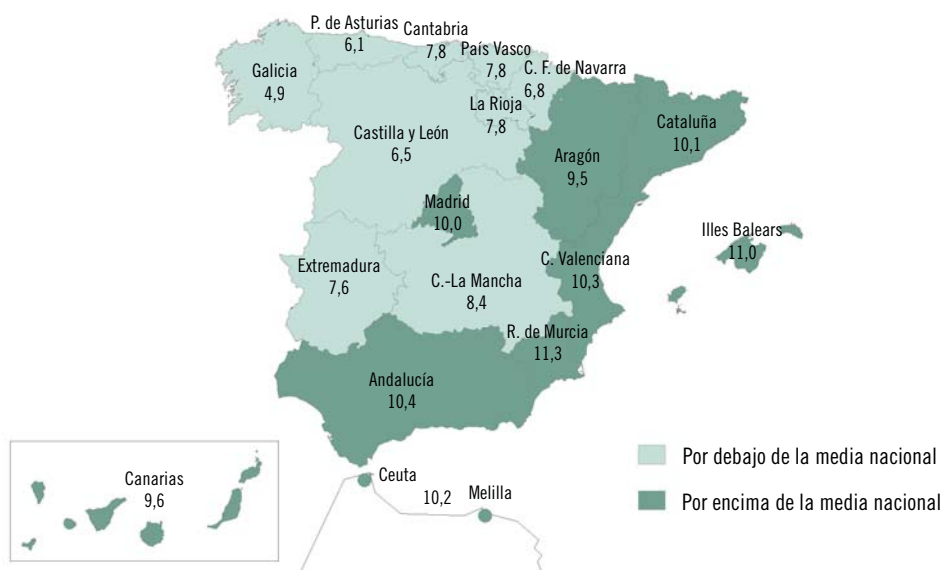 P. de Asturias
6,1
Cantabria
7,8
País Vasco
7,8
C. F. de Navarra
6,8
Galicia
4,9
La Rioja
7,8
Castilla y León
6,5
Aragón
9,5
Cataluña
10,1
Madrid
10,0
Illes Balears
11,0
C. Valenciana
10,3
Extremadura
7,6
C.-La Mancha
8,4
R. de Murcia
11,3
Andalucía
10,4
Canarias
9,6
Ceuta
10,2
Melilla
Por debajo de la media nacional
Por encima de la media nacional